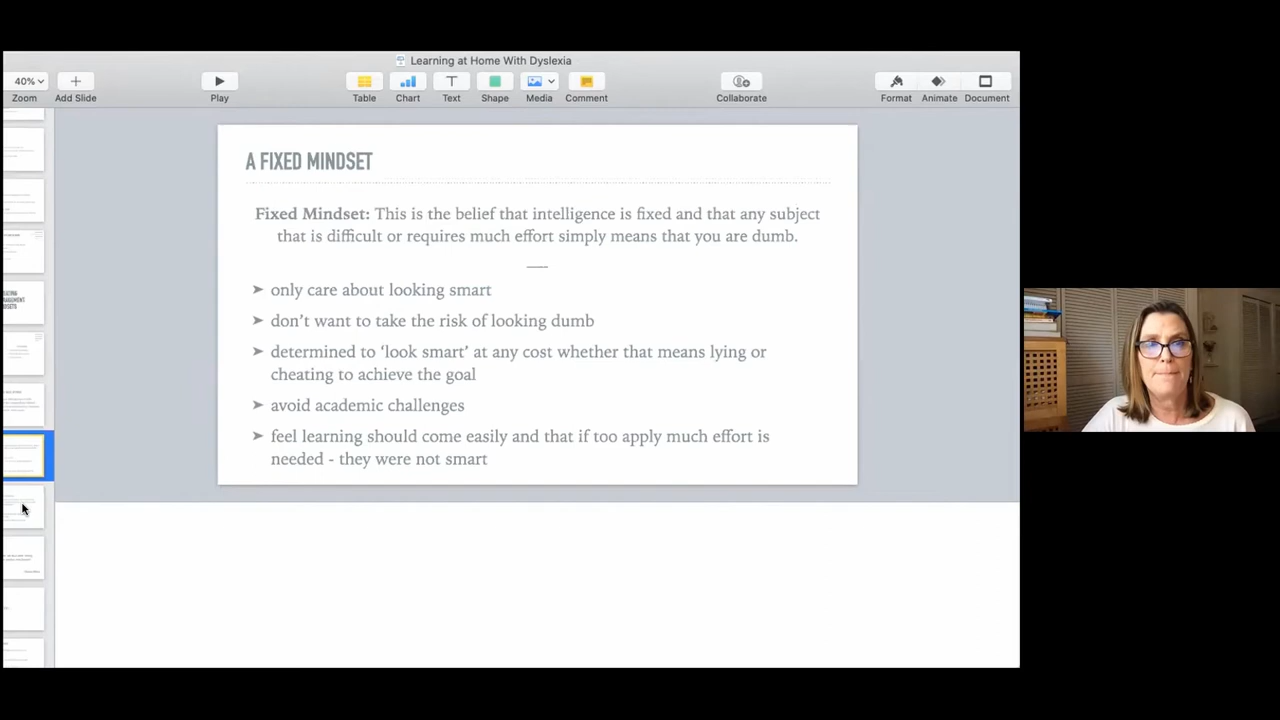 Learning at Home With Dyslexia
40%
Zoom
Add Slide
Play
Table
Chart
Text
Shape
Media
Comment
Collaborate
Format
Animate
Document
A FIXED MINDSET
Fixed Mindset: This is the belief that intelligence is fixed and that any subject
that is difficult or requires much effort simply means that you are dumb.
➤ only care about looking smart
➤ don’t want to take the risk of looking dumb
➤ determined to ‘look smart’ at any cost whether that means lying or
cheating to achieve the goal
➤ avoid academic challenges
➤ feel learning should come easily and that if too apply much effort is
needed - they were not smart